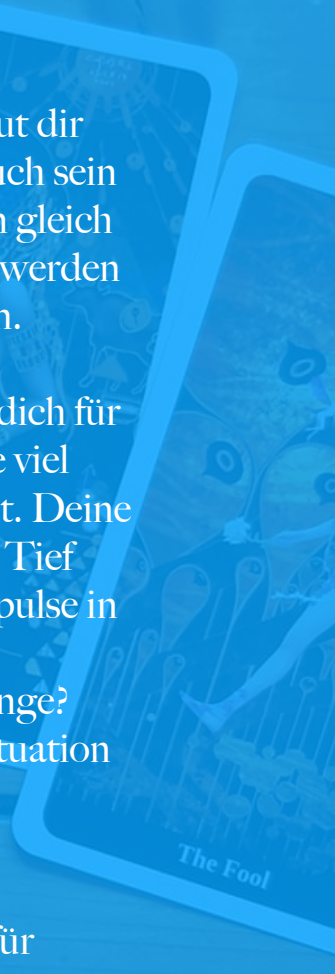 ut dir
uch sein
n gleich
werden
n.
dich für
e viel
t. Deine
Tief
pulse in
nge?
tuation
The Fool
für